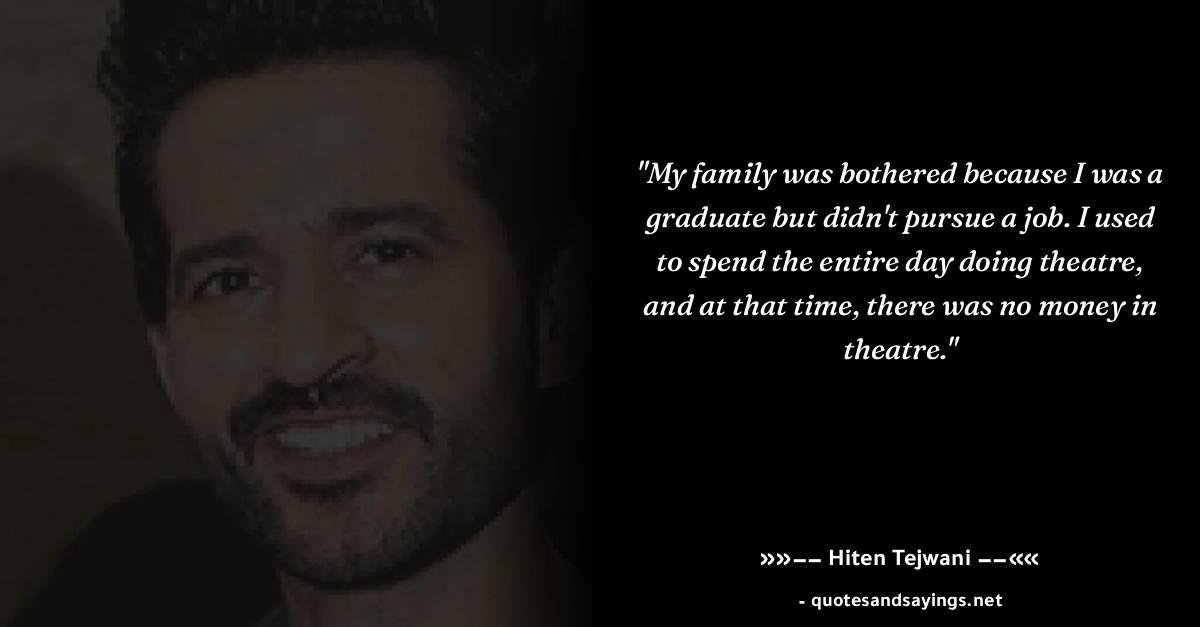 "My family was bothered because I was a
graduate but didn't pursue a job. I used
to spend the entire day doing theatre,
and at that time, there was no money in
theatre."
»»−− Hiten Tejwani −−««
- quotesandsayings.net